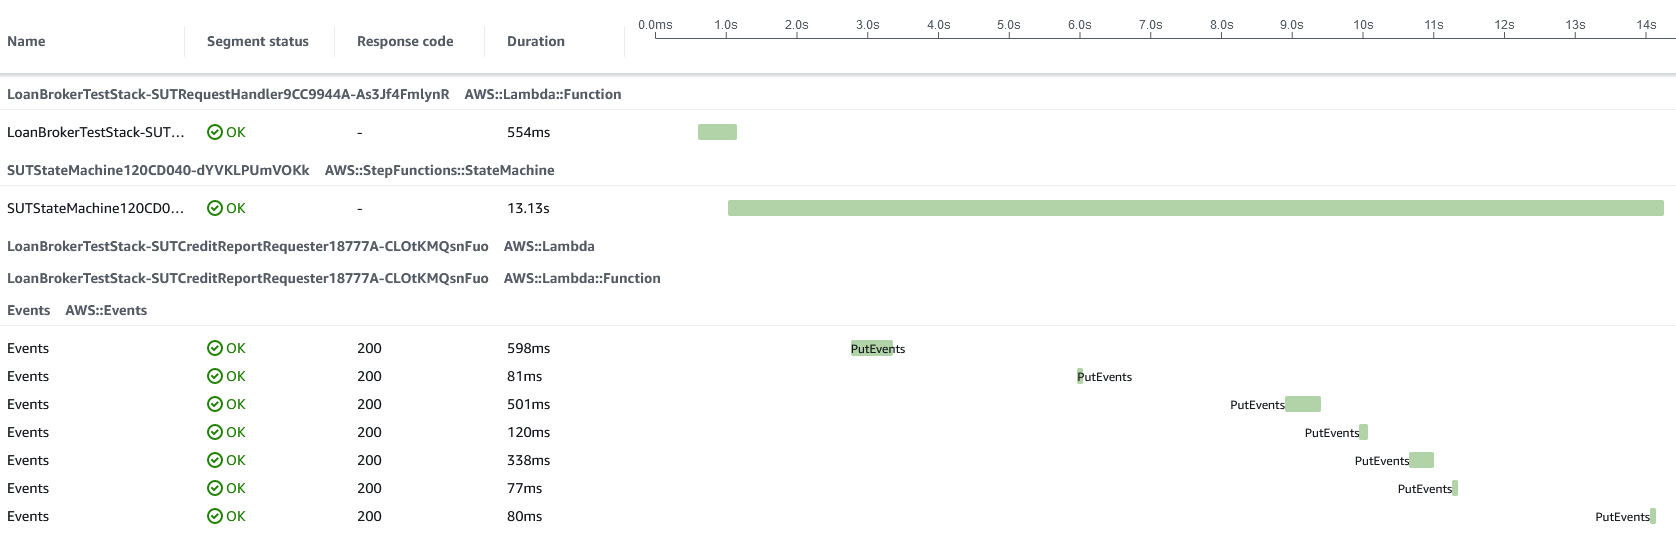 0.0ms 1.0s 2.0s 3.0s 4.0s 5.0s 6.0s 7.0s 8.0s 9.0s 10s 11s 12s 13s 14s
Name Segment status Response code Duration
LoanBrokerTestStack-SUTRequestHandler9CC9944A-As3Jf4FmlynR AWS::Lambda::Function
LoanBrokerTestStack-SUT... OK - 554ms
SUTStateMachine120CD040-dYVKLPUmVOKk AWS::StepFunctions::StateMachine
SUTStateMachine120CD0... OK - 13.13s
LoanBrokerTestStack-SUTCreditReportRequester18777A-CLOtKMQsnFuo AWS::Lambda
LoanBrokerTestStack-SUTCreditReportRequester18777A-CLOtKMQsnFuo AWS::Lambda::Function
Events AWS::Events
Events OK 200 598ms PutEvents
Events OK 200 81ms PutEvents
Events OK 200 501ms PutEvents
Events OK 200 120ms PutEvents
Events OK 200 338ms PutEvents
Events OK 200 77ms PutEvents
Events OK 200 80ms PutEvents